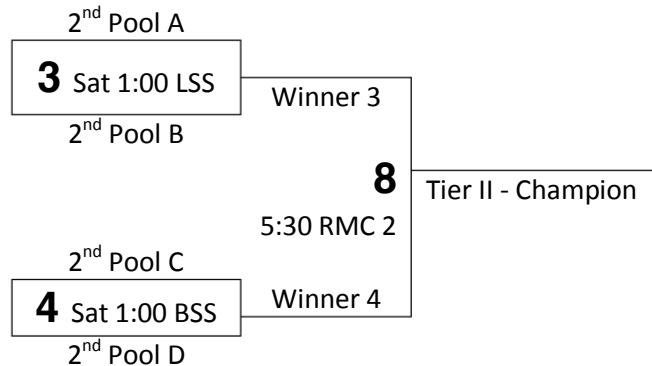 2nd Pool A
3 Sat 1:00 LSS
2nd Pool B
Winner 3
8
5:30 RMC 2
Tier II - Champion
2nd Pool C
4 Sat 1:00 BSS
2nd Pool D
Winner 4